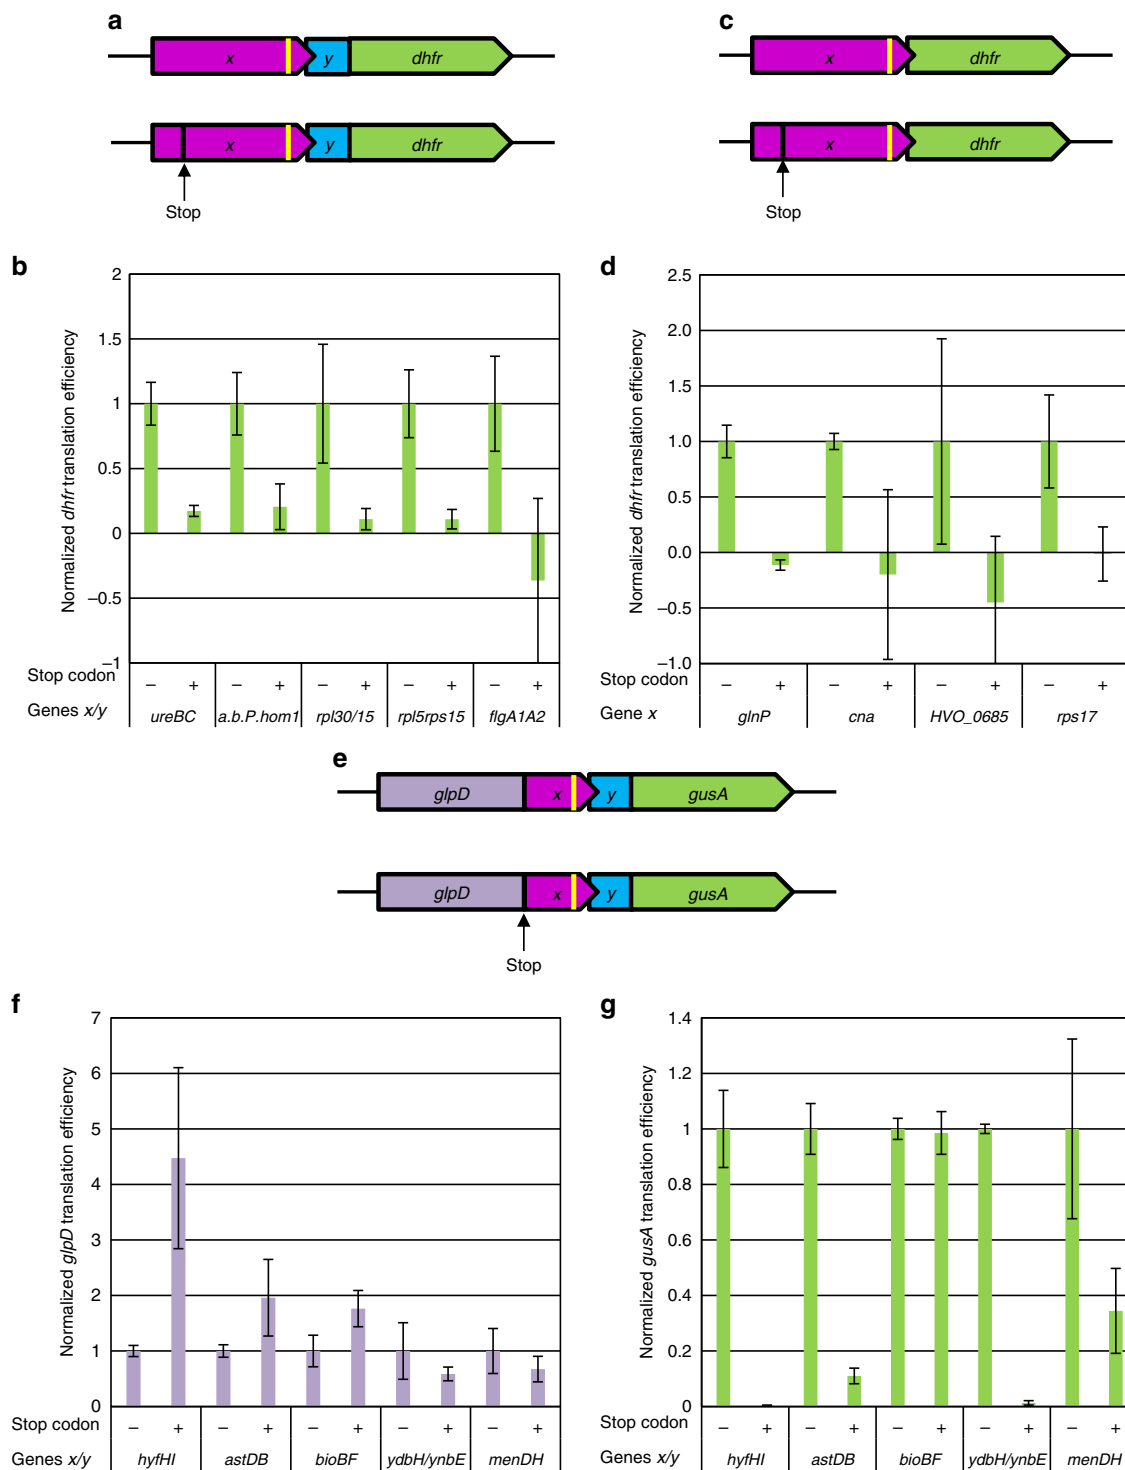 a
c
x y dhfr
x dhfr
x y dhfr
x dhfr
Stop
Stop
b
d
Normalized dhfr translation efficiency
2
1.5
1
0.5
0
−0.5
−1
Stop codon − + − + − + − + − +
Genes x/y ureBC a.b.P.hom1 rpl30/15 rpl5rps15 flgA1A2
Normalized dhfr translation efficiency
2.5
2.0
1.5
1.0
0.5
0.0
−0.5
−1.0
Stop codon − + − + − + − +
Gene x glnP cna HVO_0685 rps17
e
glpD x y gusA
glpD x y gusA
Stop
f
g
Normalized glpD translation efficiency
7
6
5
4
3
2
1
0
Stop codon − + − + − + − + − +
Genes x/y hyfHI astDB bioBF ydbH/ynbE menDH
Normalized gusA translation efficiency
1.4
1.2
1
0.8
0.6
0.4
0.2
0
Stop codon − + − + − + − + − +
Genes x/y hyfHI astDB bioBF ydbH/ynbE menDH